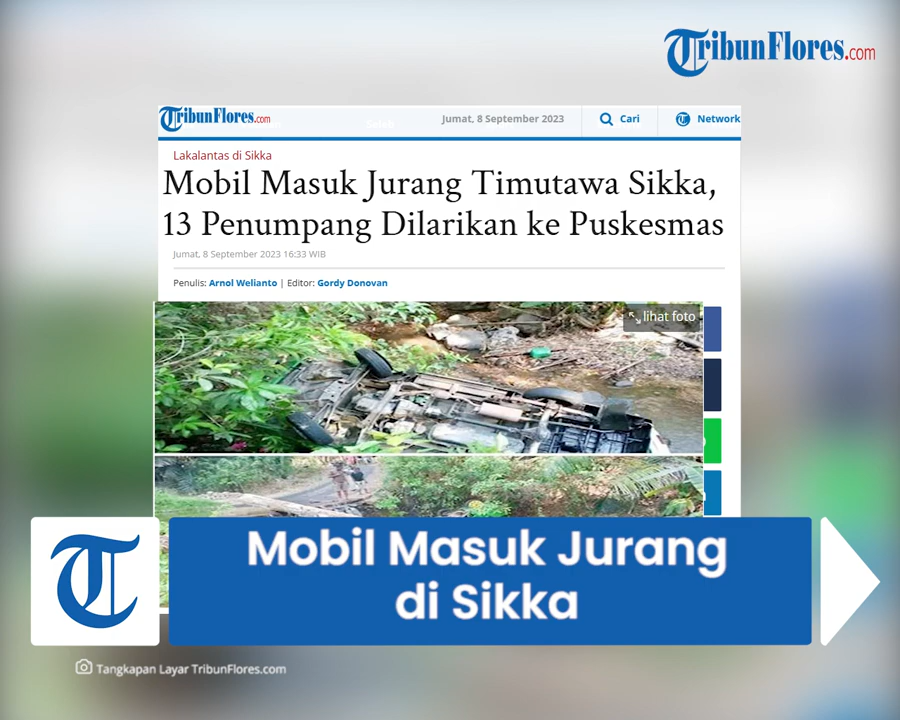 TribunFlores.com
TribunFlores.com
Seleb
Jumat, 8 September 2023
Cari
Network
Lakalantas di Sikka
Mobil Masuk Jurang Timutawa Sikka,
13 Penumpang Dilarikan ke Puskesmas
Jumat, 8 September 2023 16:33 WIB
Penulis: Arnol Welianto | Editor: Gordy Donovan
lihat foto
Mobil Masuk Jurang
di Sikka
Tangkapan Layar TribunFlores.com